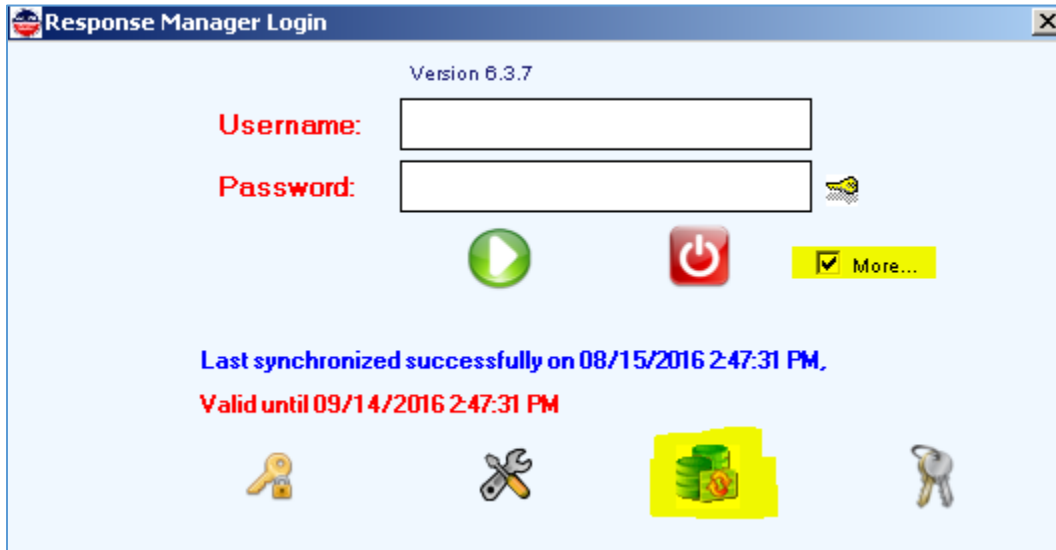 Response Manager Login
Version 6.3.7
Username:
Password:
More...
Last synchronized successfully on 08/15/2016 2:47:31 PM,
Valid until 09/14/2016 2:47:31 PM